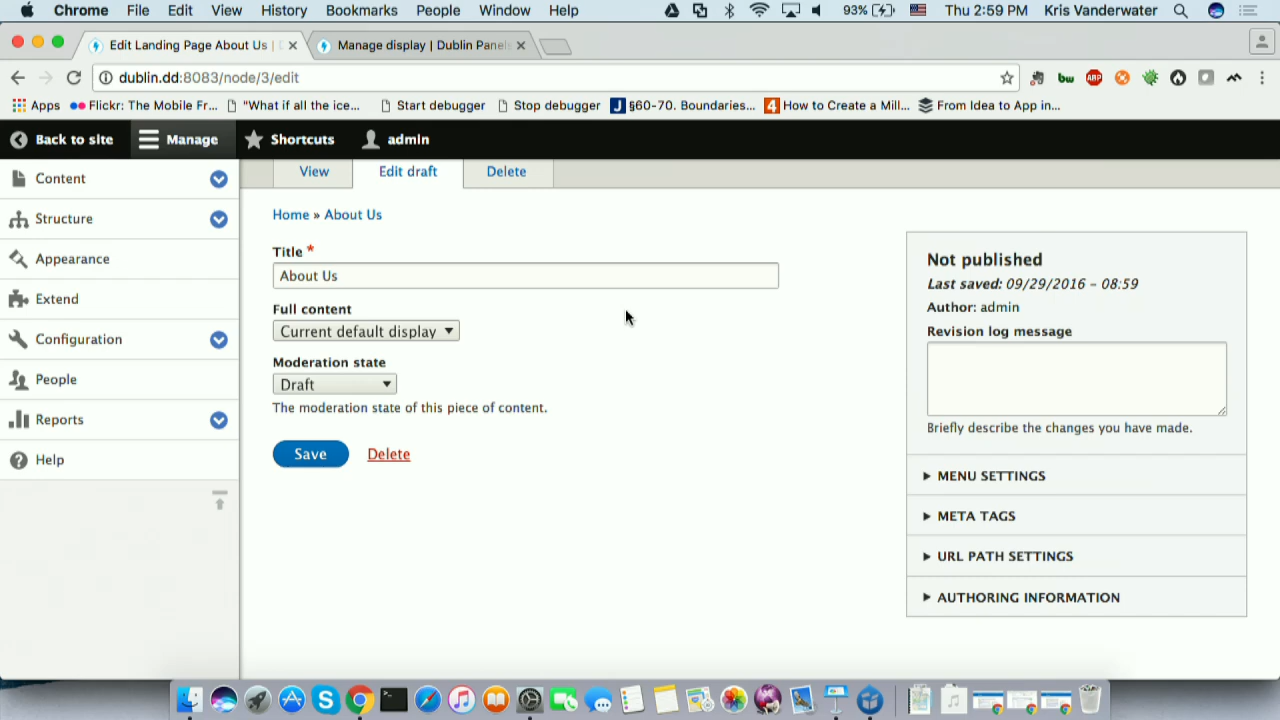 Chrome File Edit View History Bookmarks People Window Help 93% Thu 2:59 PM Kris Vanderwater
Edit Landing Page About Us | Manage display | Dublin Panels
dublin.dd:8083/node/3/edit
Apps Flickr: The Mobile Fr... "What if all the ice... Start debugger Stop debugger §60-70. Boundaries... How to Create a Mill... From Idea to App in...
Back to site Manage Shortcuts admin
Content
Structure
Appearance
Extend
Configuration
People
Reports
Help
View Edit draft Delete
Home » About Us
Title *
About Us
Full content
Current default display
Moderation state
Draft
The moderation state of this piece of content.
Save Delete
Not published
Last saved: 09/29/2016 - 08:59
Author: admin
Revision log message
Briefly describe the changes you have made.
MENU SETTINGS
META TAGS
URL PATH SETTINGS
AUTHORING INFORMATION